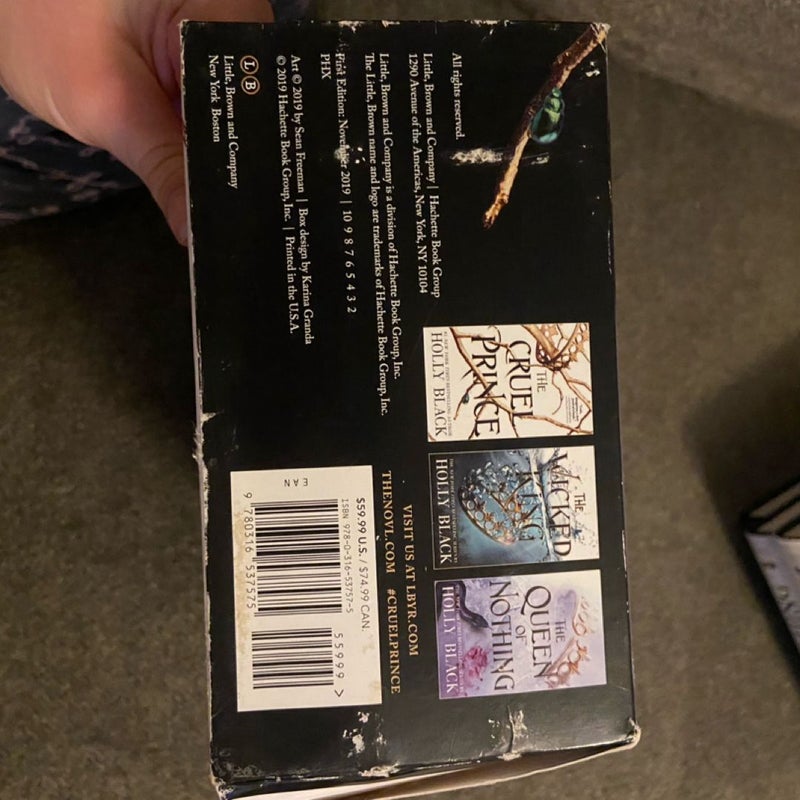 All rights reserved.
Little, Brown and Company | Hachette Book Group
1290 Avenue of the Americas, New York, NY 10104
Little, Brown and Company is a division of Hachette Book Group, Inc.
The Little, Brown name and logo are trademarks of Hachette Book Group, Inc.
First Edition: November 2019 | 10 9 8 7 6 5 4 3 2
PHX
Art © 2019 by Sean Freeman | Box design by Karina Granda
© 2019 Hachette Book Group, Inc. | Printed in the U.S.A.
L B
Little, Brown and Company
New York Boston
THE
CRUEL
PRINCE
HOLLY BLACK
THE
WICKED
KING
HOLLY BLACK
THE
QUEEN
OF
NOTHING
HOLLY BLACK
VISIT US AT LBYR.COM
THENOVL.COM #CRUELPRINCE
$59.99 U.S. / $74.99 CAN.
ISBN 978-0-316-53757-5
55999 >
EAN
9 780316 537575